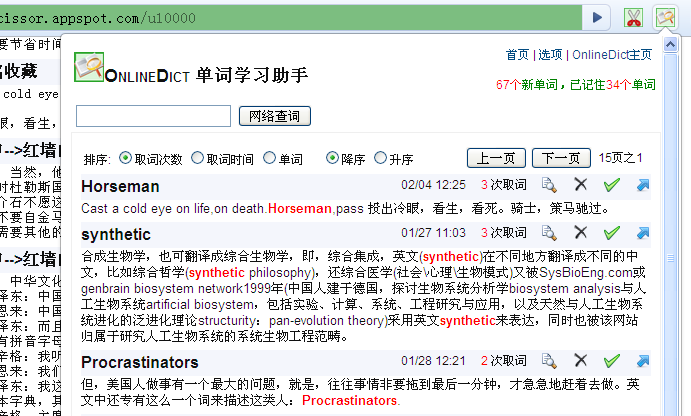 cissor.appspot.com/u10000
要节省时间
收藏
首页 | 选项 | OnlineDict主页
ONLINEDICT 单词学习助手
67个新单词，已记住34个单词
cold eye
网络查词
眼，看生，
-->红墙
排序: 取词次数 取词时间 单词 降序 升序 上一页 下一页 15页之1
当然，他
时杜勒斯国
Horseman 02/04 12:25 3 次取词
介石不愿这
Cast a cold eye on life,on death.Horseman,pass 投出冷眼，看生，看死。骑士，策马驰过。
不要自金马
需要其他的
synthetic 01/27 11:03 3 次取词
-->红墙
合成生物学，也可翻译成综合生物学，即，综合集成，英文(synthetic)在不同地方翻译成不同的中
中华文化
文，比如综合哲学(synthetic philosophy)，还综合医学(社会\心理\生物模式)又被SysBioEng.com或
泽东：中国
genbrain biosystem network1999年(中国人建于德国，探讨生物系统分析学biosystem analysis与人
恩来：中国
工生物系统artificial biosystem，包括实验、计算、系统、工程研究与应用，以及天然与人工生物系
泽东：而且
统进化的泛进化理论structurity：pan-evolution theory)采用英文synthetic来表达，同时也被该网站
有拼音字母
归属于研究人工生物系统的系统生物工程范畴。
辛格：我听
恩来：我们
Procrastinators 01/28 12:21 2 次取词
泽东：我这
但，美国人做事有一个最大的问题，就是，往往事情非要拖到最后一分钟，才急急地赶着去做。英
本字典，其
文中还专有这么一个词来描述这类人：Procrastinators.
辛格：